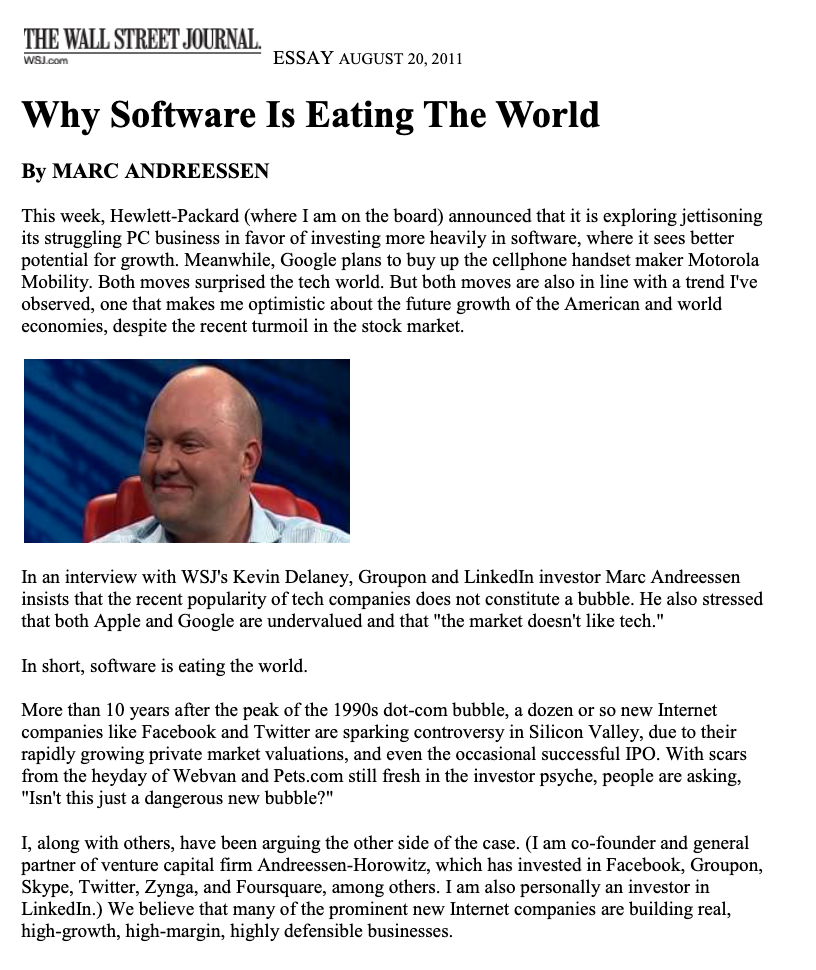 THE WALL STREET JOURNAL.
WSJ.com
ESSAY AUGUST 20, 2011
Why Software Is Eating The World
By MARC ANDREESSEN
This week, Hewlett-Packard (where I am on the board) announced that it is exploring jettisoning
its struggling PC business in favor of investing more heavily in software, where it sees better
potential for growth. Meanwhile, Google plans to buy up the cellphone handset maker Motorola
Mobility. Both moves surprised the tech world. But both moves are also in line with a trend I've
observed, one that makes me optimistic about the future growth of the American and world
economies, despite the recent turmoil in the stock market.
In an interview with WSJ's Kevin Delaney, Groupon and LinkedIn investor Marc Andreessen
insists that the recent popularity of tech companies does not constitute a bubble. He also stressed
that both Apple and Google are undervalued and that "the market doesn't like tech."
In short, software is eating the world.
More than 10 years after the peak of the 1990s dot-com bubble, a dozen or so new Internet
companies like Facebook and Twitter are sparking controversy in Silicon Valley, due to their
rapidly growing private market valuations, and even the occasional successful IPO. With scars
from the heyday of Webvan and Pets.com still fresh in the investor psyche, people are asking,
"Isn't this just a dangerous new bubble?"
I, along with others, have been arguing the other side of the case. (I am co-founder and general
partner of venture capital firm Andreessen-Horowitz, which has invested in Facebook, Groupon,
Skype, Twitter, Zynga, and Foursquare, among others. I am also personally an investor in
LinkedIn.) We believe that many of the prominent new Internet companies are building real,
high-growth, high-margin, highly defensible businesses.